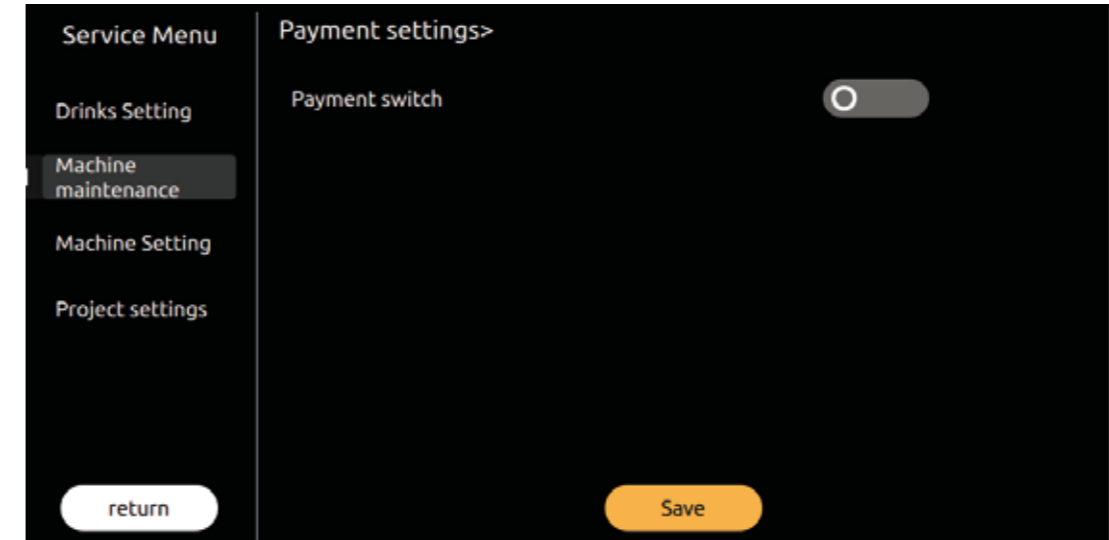 Service Menu
Payment settings>
Drinks Setting
Payment switch
Machine
maintenance
Machine Setting
Project settings
return
Save